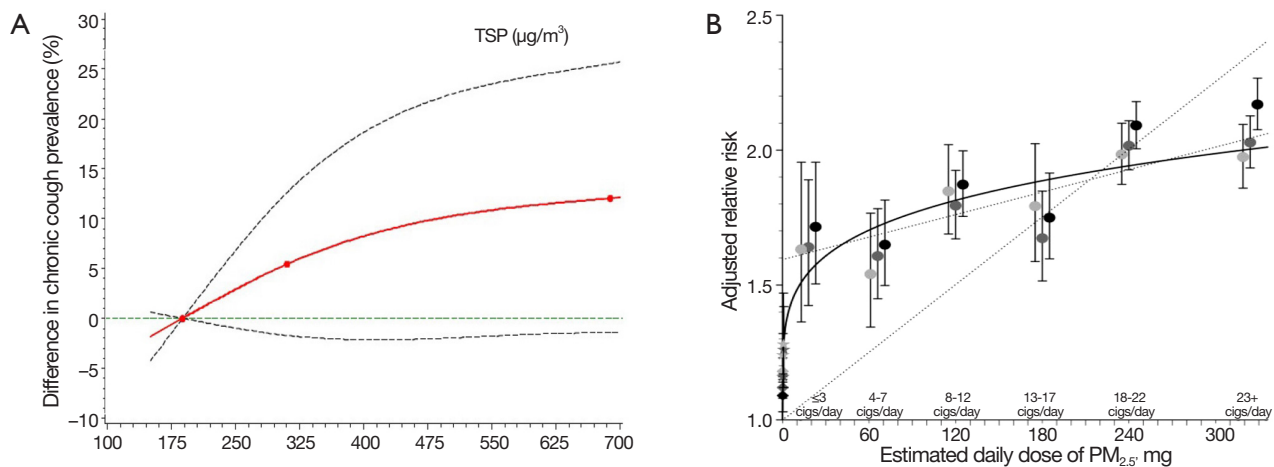 A
Difference in chronic cough prevalence (%)
30
25
20
15
10
5
0
−5
−10
TSP (µg/m³)
100 175 250 325 400 475 550 625 700
B
Adjusted relative risk
2.5
2.0
1.5
1.0
≤3 cigs/day
4-7 cigs/day
8-12 cigs/day
13-17 cigs/day
18-22 cigs/day
23+ cigs/day
0 60 120 180 240 300
Estimated daily dose of PM2.5, mg